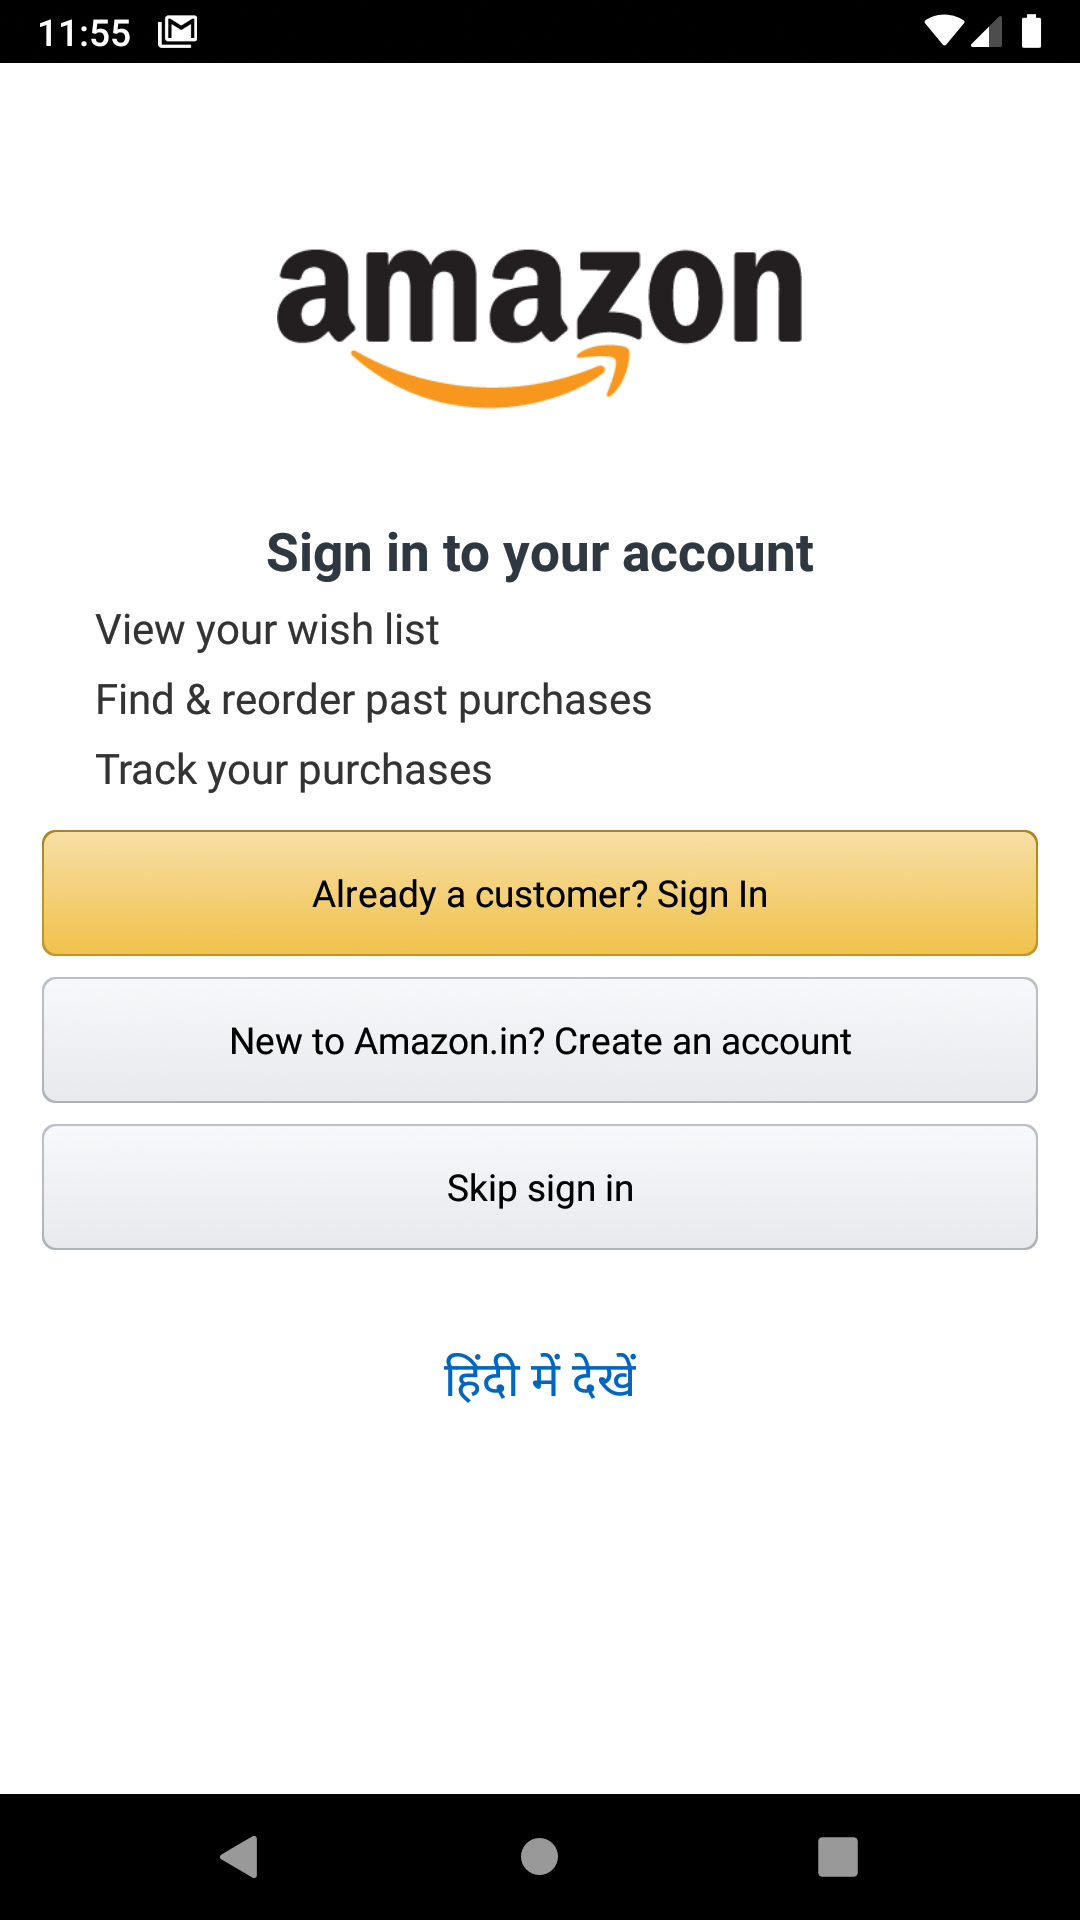 11:55
amazon
Sign in to your account
View your wish list
Find & reorder past purchases
Track your purchases
Already a customer? Sign In
New to Amazon.in? Create an account
Skip sign in
हिंदी में देखें